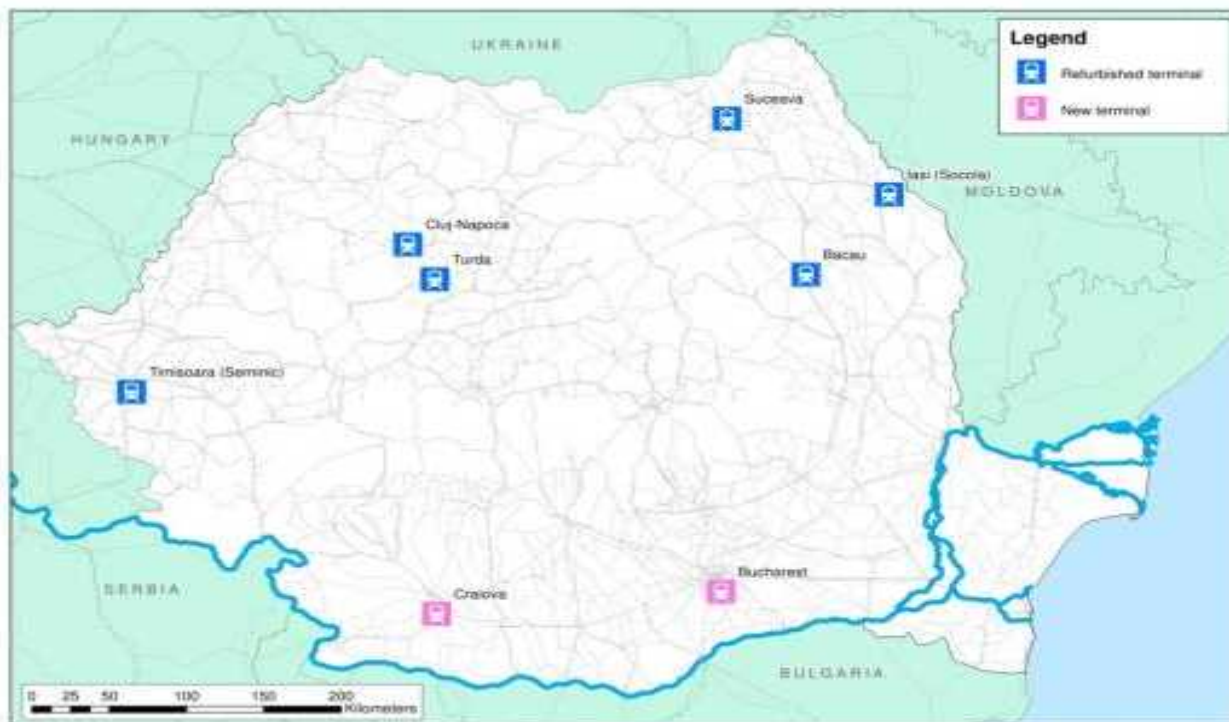 UKRAINE
Legend
Refurbished terminal
New terminal
Suceava
HUNGARY
Iasi (Socola)
MOLDOVA
Cluj-Napoca
Turda
Bacau
Timisoara (Seminic)
Bucharest
SERBIA
Craiova
BULGARIA
0 25 50 100 150 200
Kilometers